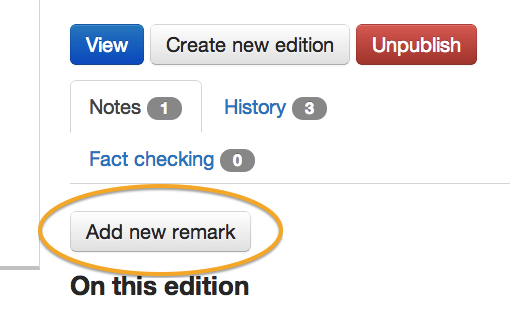 View Create new edition Unpublish
Notes 1 History 3
Fact checking 0
Add new remark
On this edition